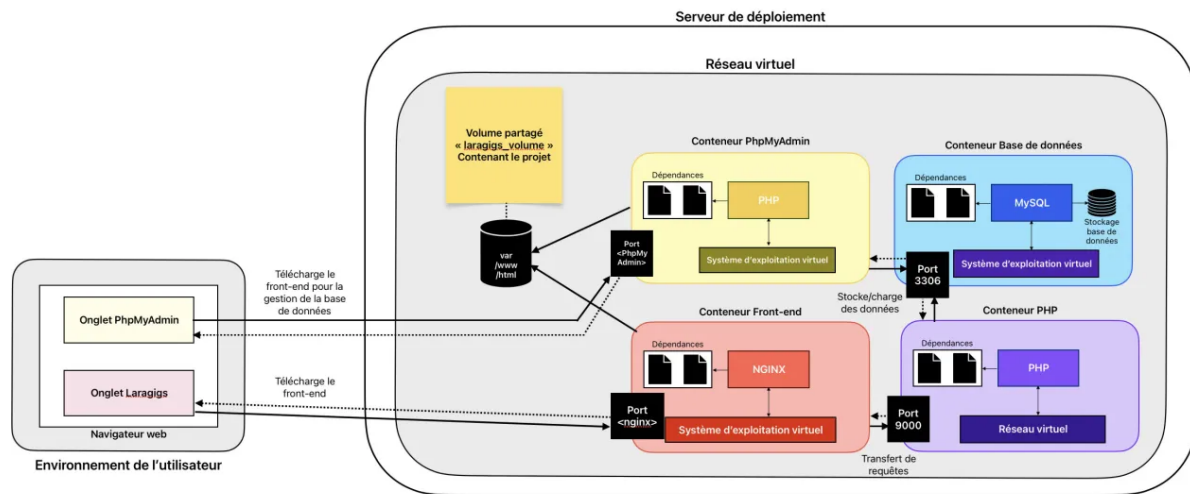 Serveur de déploiement
Réseau virtuel
Volume partagé
« laragigs_volume »
Contenant le projet
var
/www
/html
Conteneur PhpMyAdmin
Dépendances
PHP
Système d'exploitation virtuel
Port
<PhpMy
Admin>
Conteneur Base de données
Dépendances
MySQL
Stockage
base de
données
Système d'exploitation virtuel
Port
3306
Stocke/charge
des données
Télécharge le
front-end pour la
gestion de la base
de données
Onglet PhpMyAdmin
Onglet Laragigs
Navigateur web
Environnement de l'utilisateur
Télécharge le
front-end
Conteneur Front-end
Dépendances
NGINX
Système d'exploitation virtuel
Port
<nginx>
Conteneur PHP
Dépendances
PHP
Réseau virtuel
Port
9000
Transfert de
requêtes